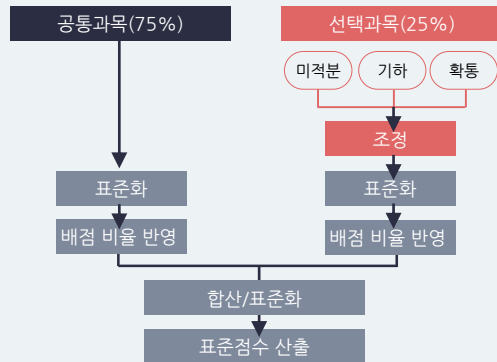 공통과목(75%)
선택과목(25%)
미적분
기하
확통
조정
표준화
표준화
배점 비율 반영
배점 비율 반영
합산/표준화
표준점수 산출